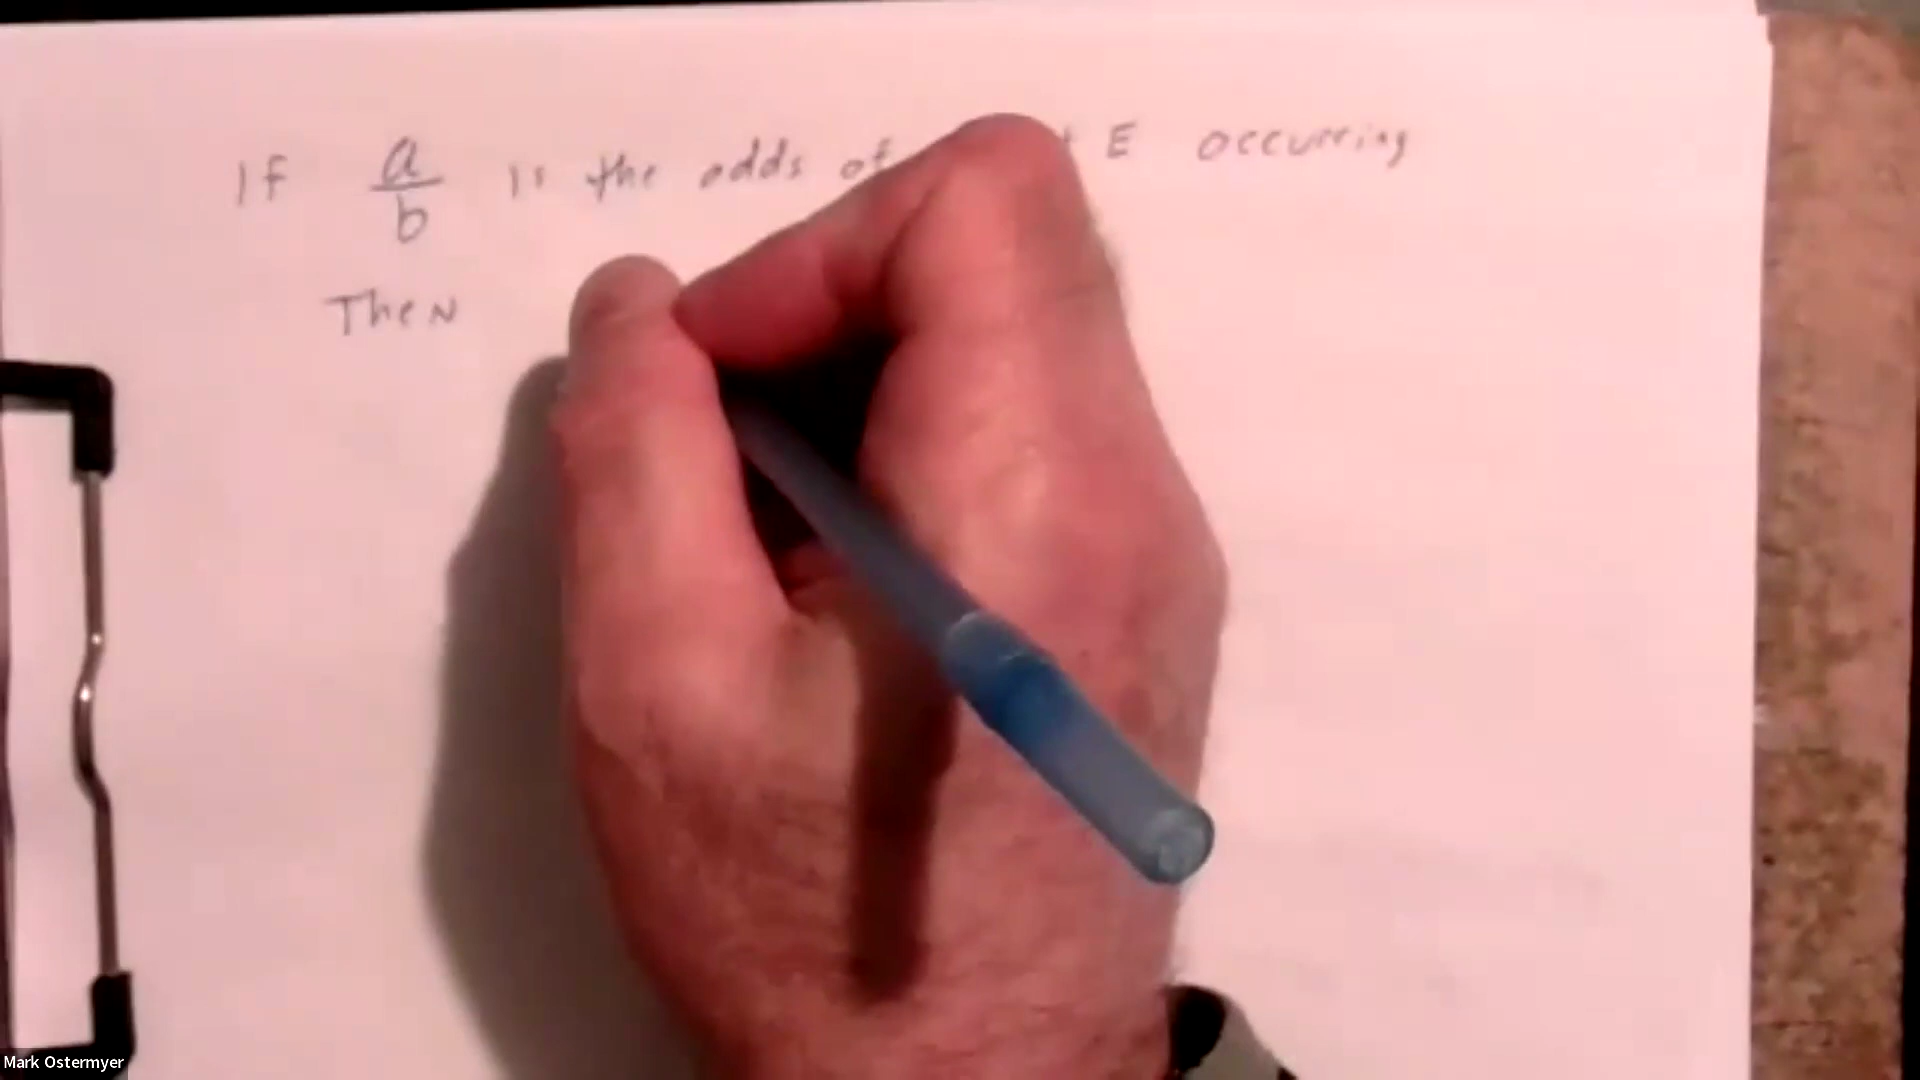 If a/b is the odds of E occurring
Then
Mark Ostermyer